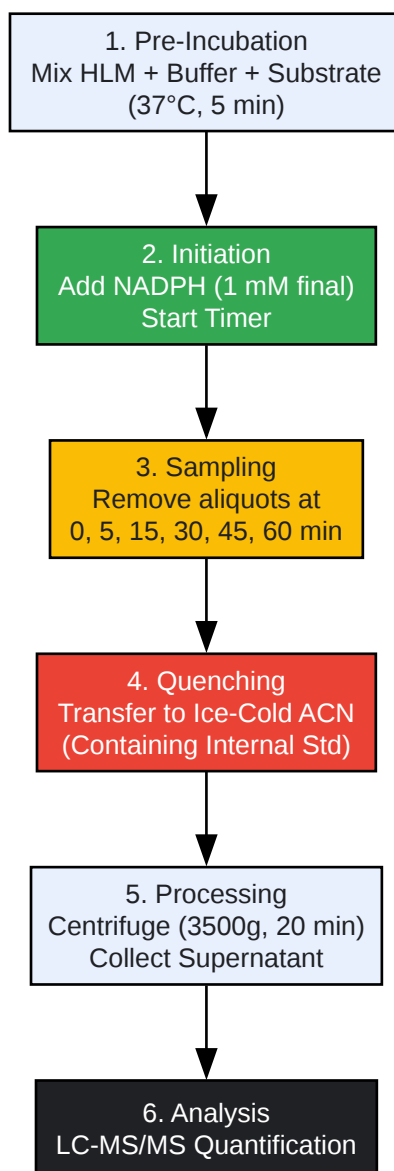 1. Pre-Incubation
Mix HLM + Buffer + Substrate
(37°C, 5 min)
2. Initiation
Add NADPH (1 mM final)
Start Timer
3. Sampling
Remove aliquots at
0, 5, 15, 30, 45, 60 min
4. Quenching
Transfer to Ice-Cold ACN
(Containing Internal Std)
5. Processing
Centrifuge (3500g, 20 min)
Collect Supernatant
6. Analysis
LC-MS/MS Quantification